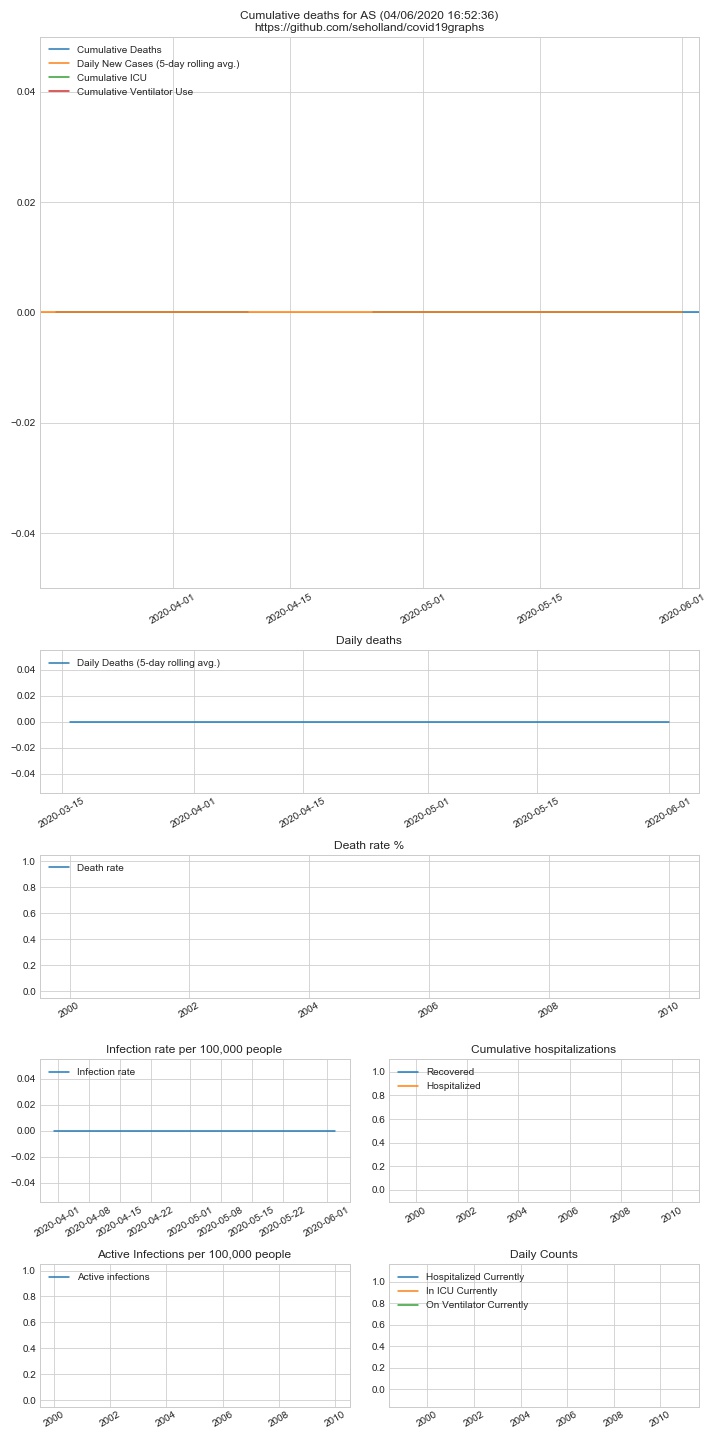 Cumulative deaths for AS (04/06/2020 16:52:36)
https://github.com/seholland/covid19graphs
Cumulative Deaths
Daily New Cases (5-day rolling avg.)
Cumulative ICU
Cumulative Ventilator Use
0.04
0.02
0.00
−0.02
−0.04
2020-04-01 2020-04-15 2020-05-01 2020-05-15 2020-06-01
Daily deaths
Daily Deaths (5-day rolling avg.)
0.04
0.02
0.00
−0.02
−0.04
2020-03-15 2020-04-01 2020-04-15 2020-05-01 2020-05-15 2020-06-01
Death rate %
Death rate
1.0
0.8
0.6
0.4
0.2
0.0
2000 2002 2004 2006 2008 2010
Infection rate per 100,000 people
Infection rate
0.04
0.02
0.00
−0.02
−0.04
2020-04-01 2020-04-08 2020-04-15 2020-04-22 2020-05-01 2020-05-08 2020-05-15 2020-05-22 2020-06-01
Cumulative hospitalizations
Recovered
Hospitalized
1.0
0.8
0.6
0.4
0.2
0.0
2000 2002 2004 2006 2008 2010
Active Infections per 100,000 people
Active infections
1.0
0.8
0.6
0.4
0.2
0.0
2000 2002 2004 2006 2008 2010
Daily Counts
Hospitalized Currently
In ICU Currently
On Ventilator Currently
1.0
0.8
0.6
0.4
0.2
0.0
2000 2002 2004 2006 2008 2010